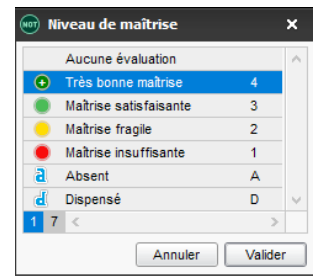 NOT Niveau de maîtrise
Aucune évaluation
Très bonne maîtrise 4
Maîtrise satisfaisante 3
Maîtrise fragile 2
Maîtrise insuffisante 1
a Absent A
d Dispensé D
1 7
Annuler Valider